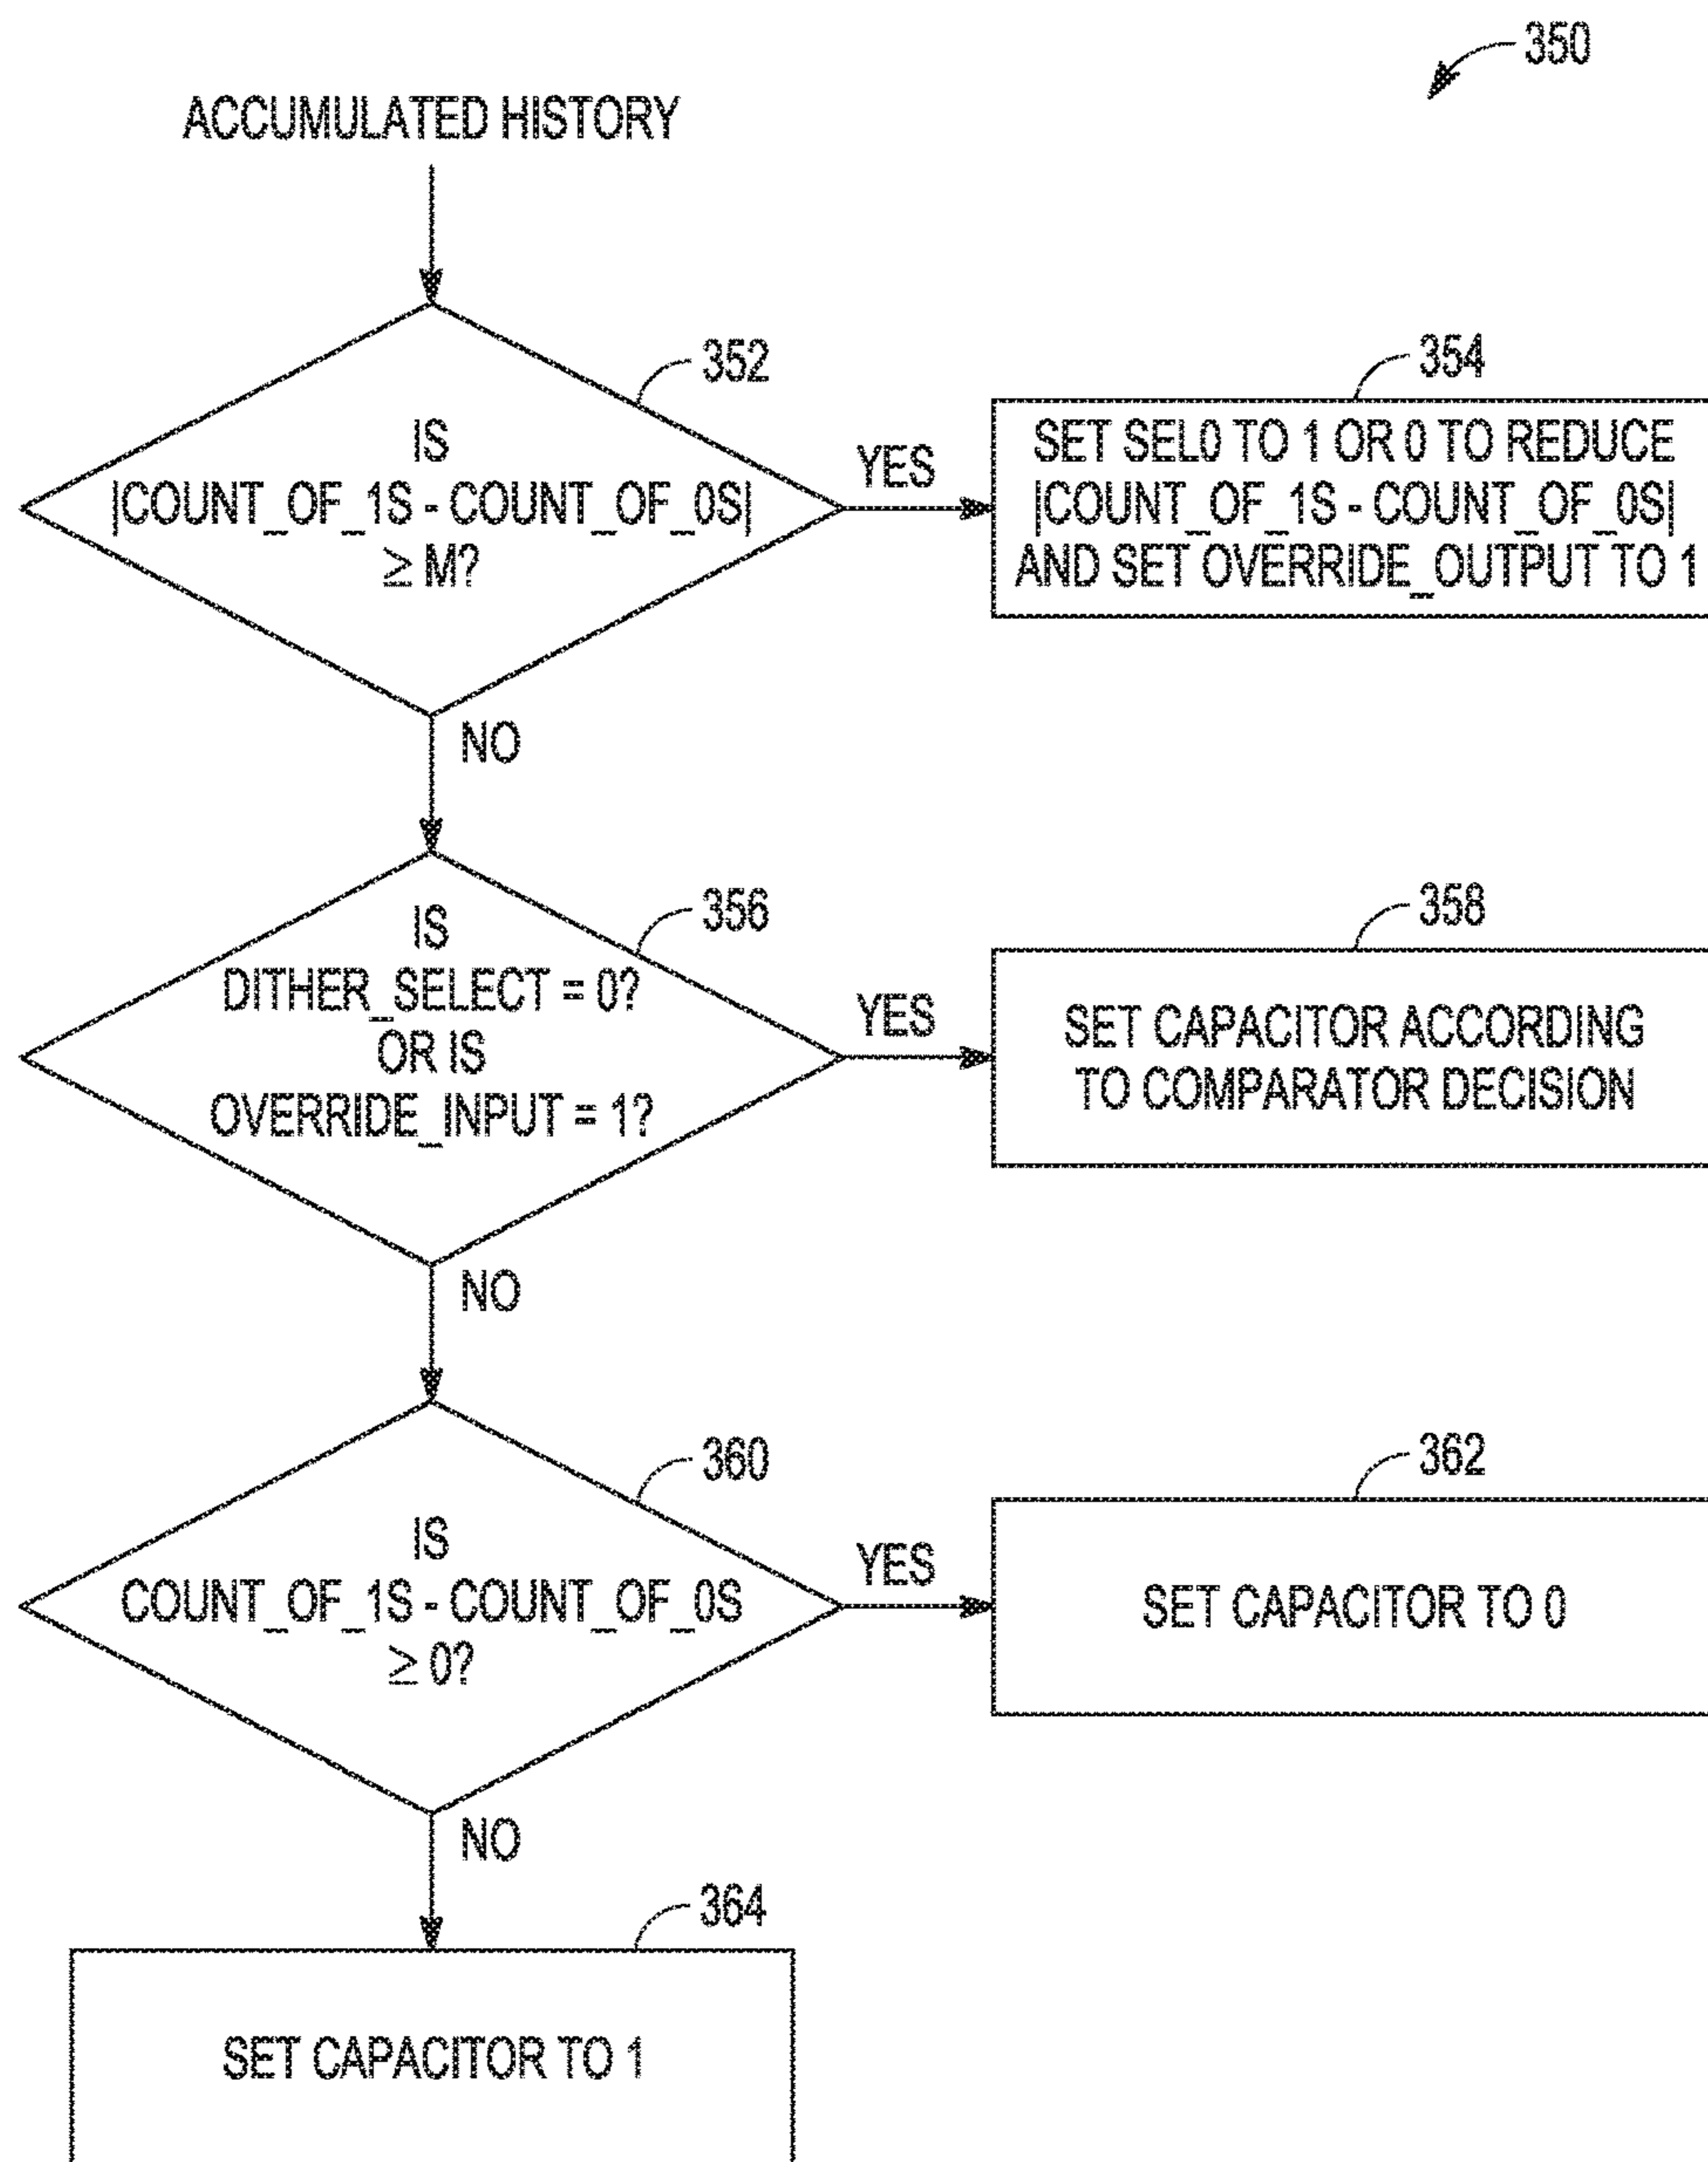 350
ACCUMULATED HISTORY
352
IS
|COUNT_OF_1S - COUNT_OF_0S|
≥ M?
YES
354
SET SEL0 TO 1 OR 0 TO REDUCE
|COUNT_OF_1S - COUNT_OF_0S|
AND SET OVERRIDE_OUTPUT TO 1
NO
356
IS
DITHER_SELECT = 0?
OR IS
OVERRIDE_INPUT = 1?
YES
358
SET CAPACITOR ACCORDING
TO COMPARATOR DECISION
NO
360
IS
COUNT_OF_1S - COUNT_OF_0S
≥ 0?
YES
362
SET CAPACITOR TO 0
NO
364
SET CAPACITOR TO 1